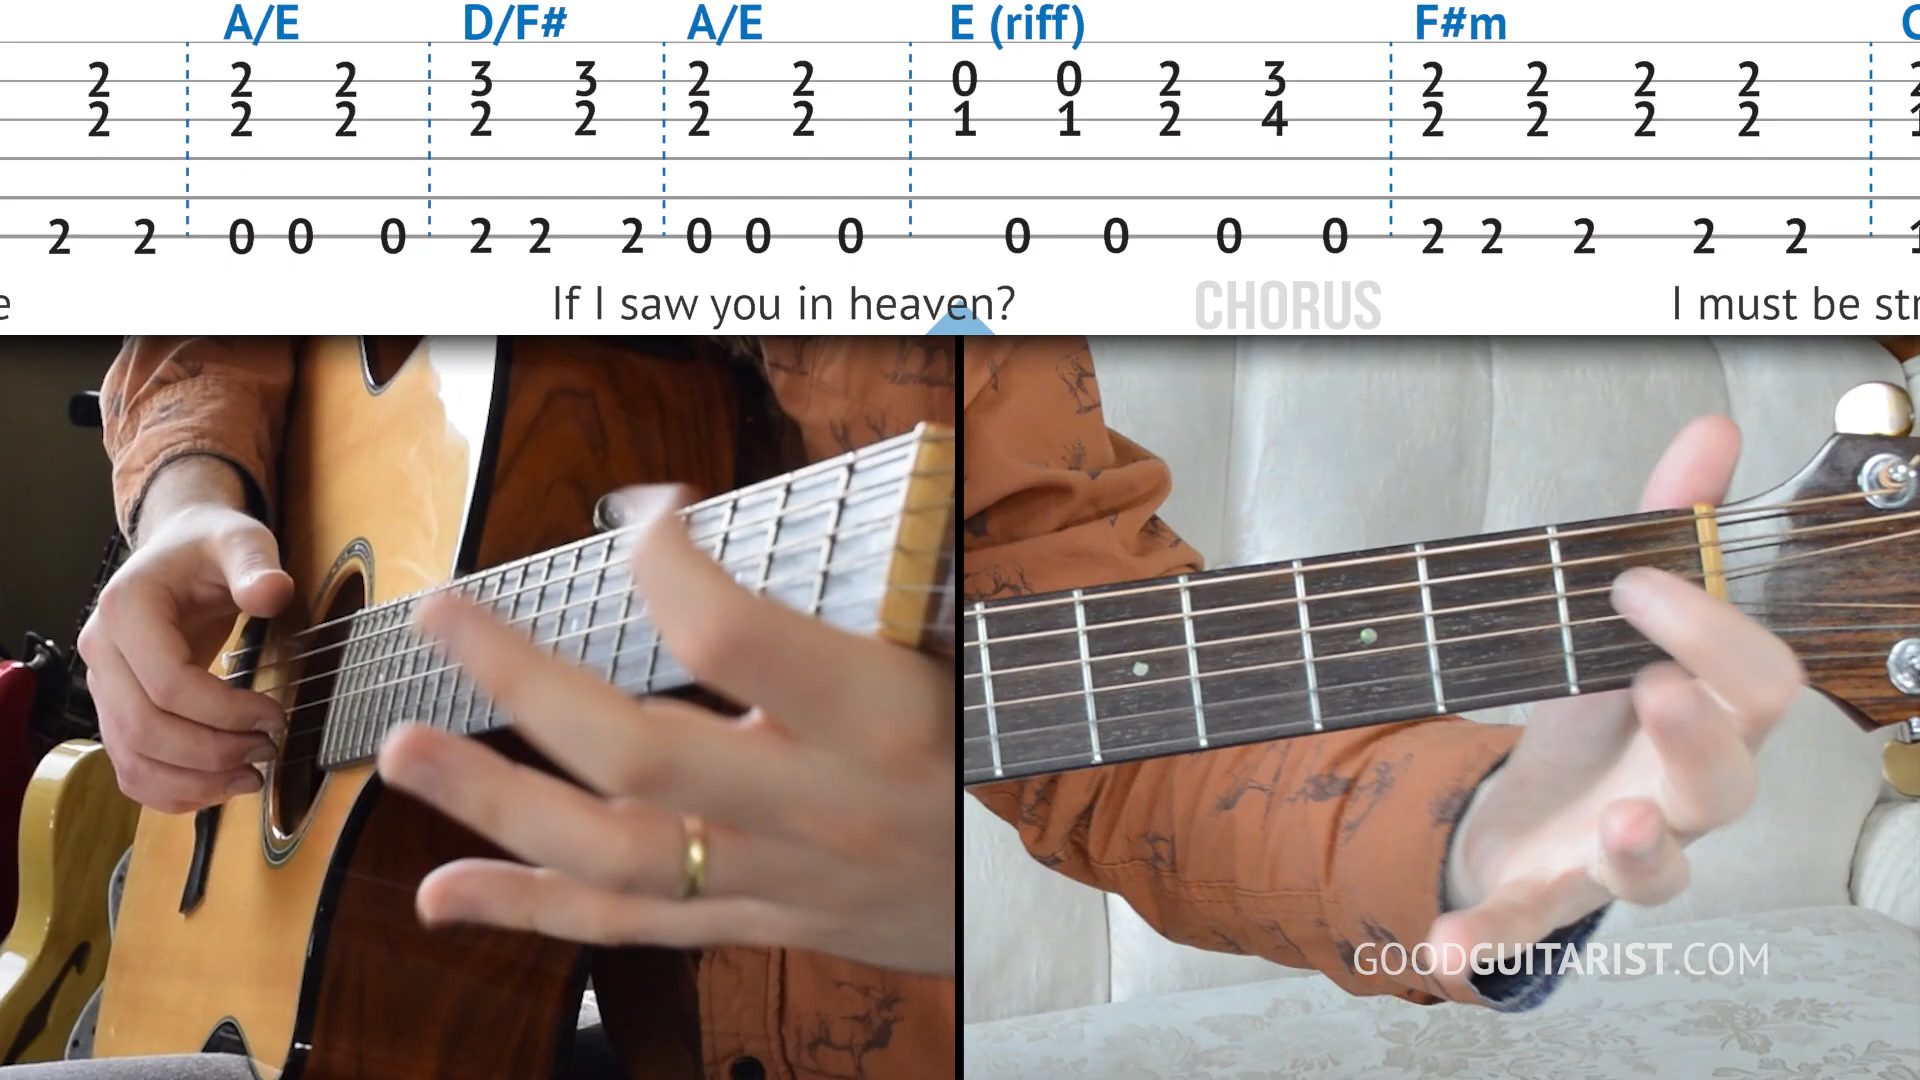 A/E D/F# A/E E (riff) F#m
2 2 2 3 3 2 2 0 0 2 3 2 2 2 2 2
2 2 2 2 2 2 2 1 1 2 4 2 2 2 2 1
2 2 0 0 0 2 2 2 0 0 0 0 0 0 0 2 2 2 2 2 1
e If I saw you in heaven? CHORUS I must be str
GOODGUITARIST.COM